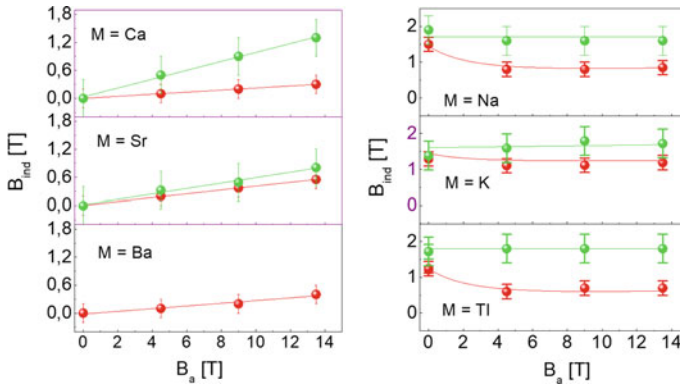 1,8
1,2
0,6
0,0
M = Ca
1,8
1,2
0,6
0,0
M = Sr
1,8
1,2
0,6
0,0
M = Ba
B_ind [T]
0 2 4 6 8 10 12 14
B_a [T]
2
1
0
M = Na
2
1
0
M = K
2
1
0
M = Tl
B_ind [T]
0 2 4 6 8 10 12 14
B_a [T]